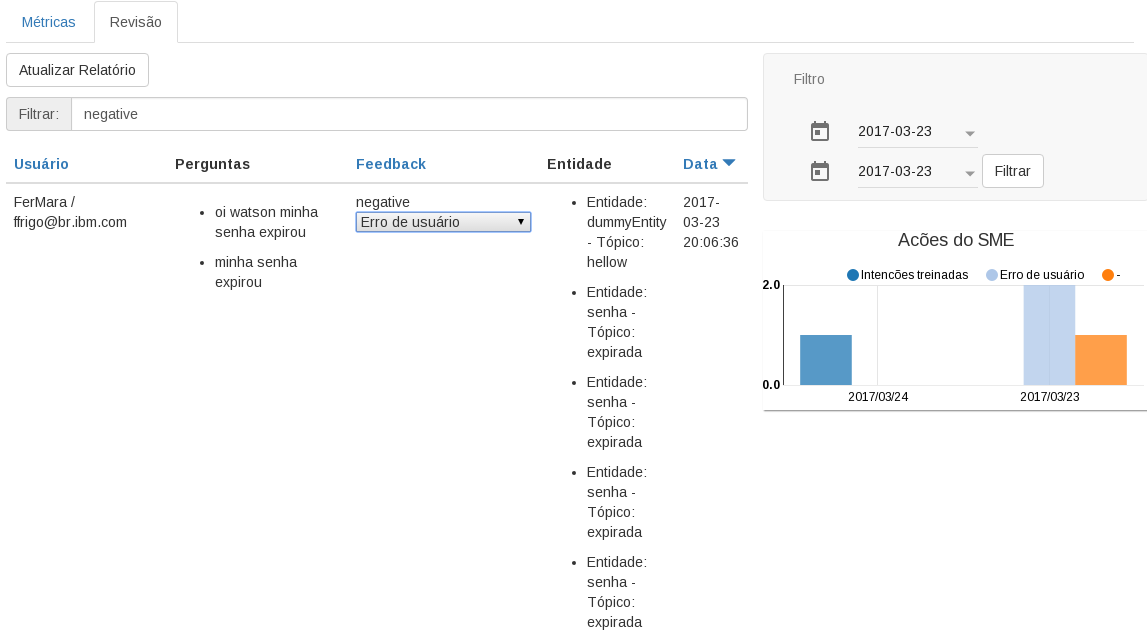 Métricas
Revisão
Atualizar Relatório
Filtrar:
negative
Usuário
Perguntas
Feedback
Entidade
Data
FerMara /
ffrigo@br.ibm.com
oi watson minha
senha expirou
minha senha
expirou
negative
Erro de usuário
Entidade:
dummyEntity
- Tópico:
hellow
Entidade:
senha -
Tópico:
expirada
Entidade:
senha -
Tópico:
expirada
Entidade:
senha -
Tópico:
expirada
Entidade:
senha -
Tópico:
expirada
2017-
03-23
20:06:36
Filtro
2017-03-23
2017-03-23
Filtrar
Acões do SME
Intencões treinadas
Erro de usuário
-
2.0
0.0
2017/03/24
2017/03/23